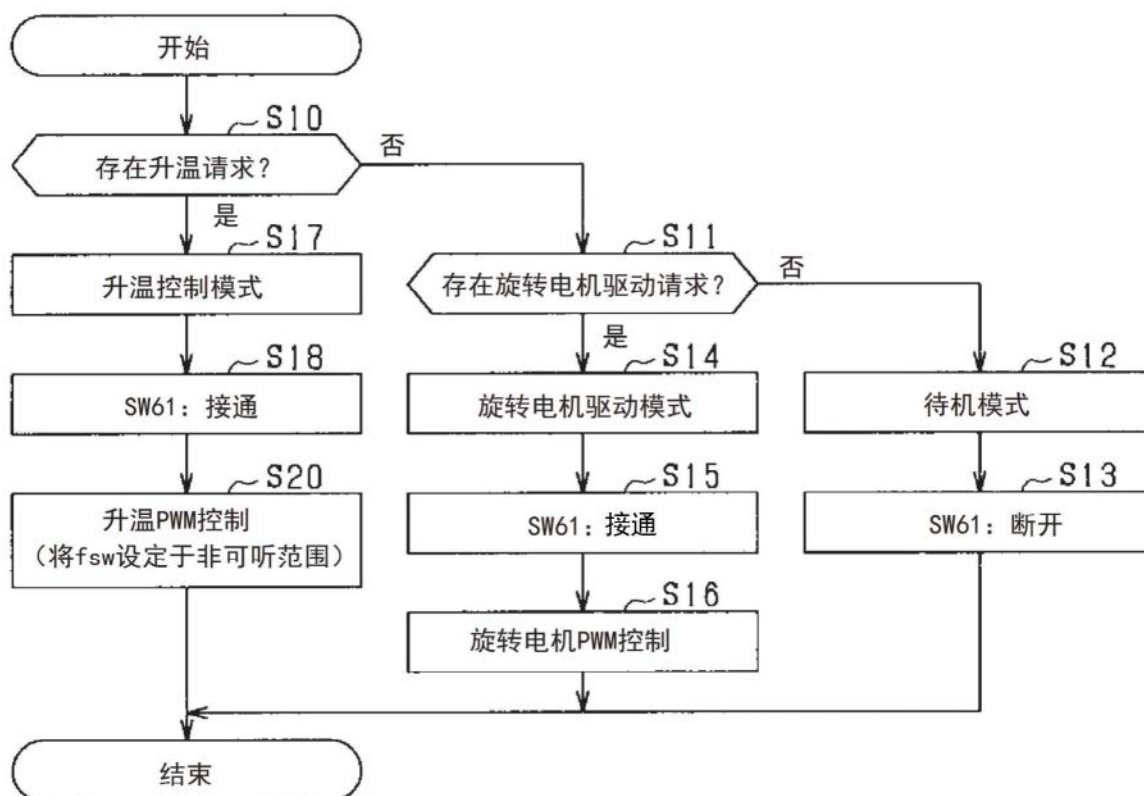 开始
S10
存在升温请求?
否
是
S17
升温控制模式
S11
存在旋转电机驱动请求?
否
是
S18
SW61: 接通
S14
旋转电机驱动模式
S12
待机模式
S20
升温PWM控制
(将fsw设定于非可听范围)
S15
SW61: 接通
S13
SW61: 断开
S16
旋转电机PWM控制
结束